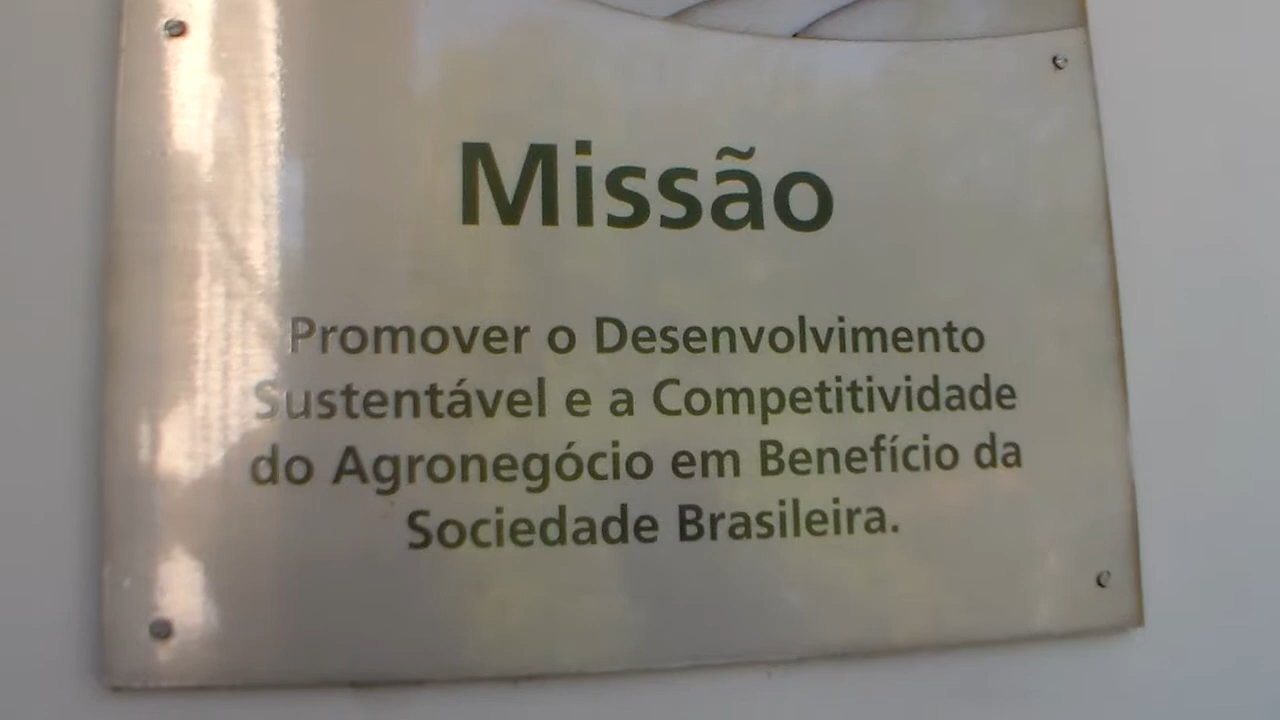 Missão
Promover o Desenvolvimento
Sustentável e a Competitividade
do Agronegócio em Benefício da
Sociedade Brasileira.